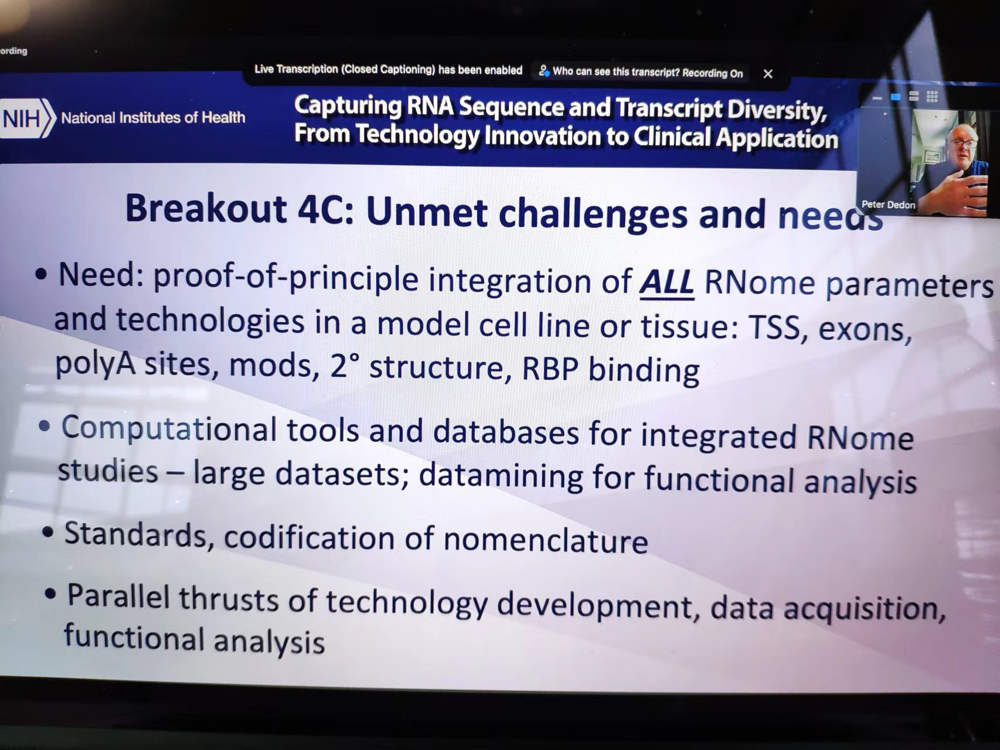 ording
Live Transcription (Closed Captioning) has been enabled
Who can see this transcript? Recording On
NIH National Institutes of Health
Capturing RNA Sequence and Transcript Diversity,
From Technology Innovation to Clinical Application
Peter Dedon
Breakout 4C: Unmet challenges and needs
• Need: proof-of-principle integration of ALL RNome parameters
and technologies in a model cell line or tissue: TSS, exons,
polyA sites, mods, 2° structure, RBP binding
• Computational tools and databases for integrated RNome
studies – large datasets; datamining for functional analysis
• Standards, codification of nomenclature
• Parallel thrusts of technology development, data acquisition,
functional analysis